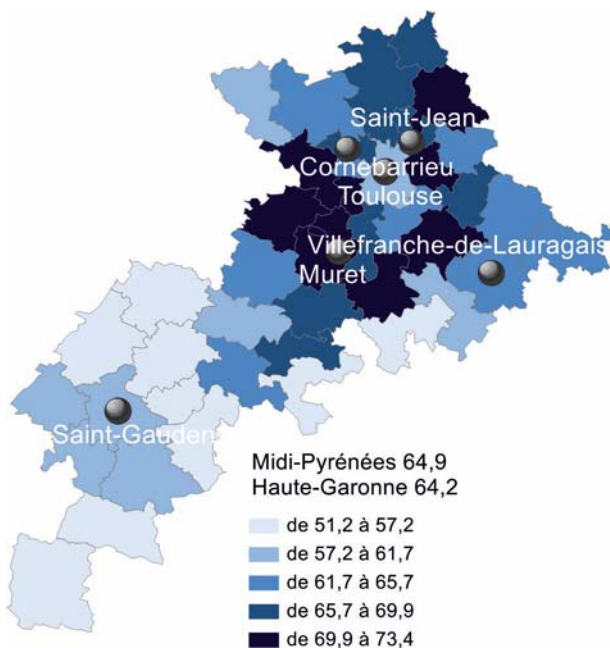 Saint-Jean
Cornebarrieu
Toulouse
Villefranche-de-Lauragais
Muret
Saint-Gauden
Midi-Pyrénées 64,9
Haute-Garonne 64,2
de 51,2 à 57,2
de 57,2 à 61,7
de 61,7 à 65,7
de 65,7 à 69,9
de 69,9 à 73,4